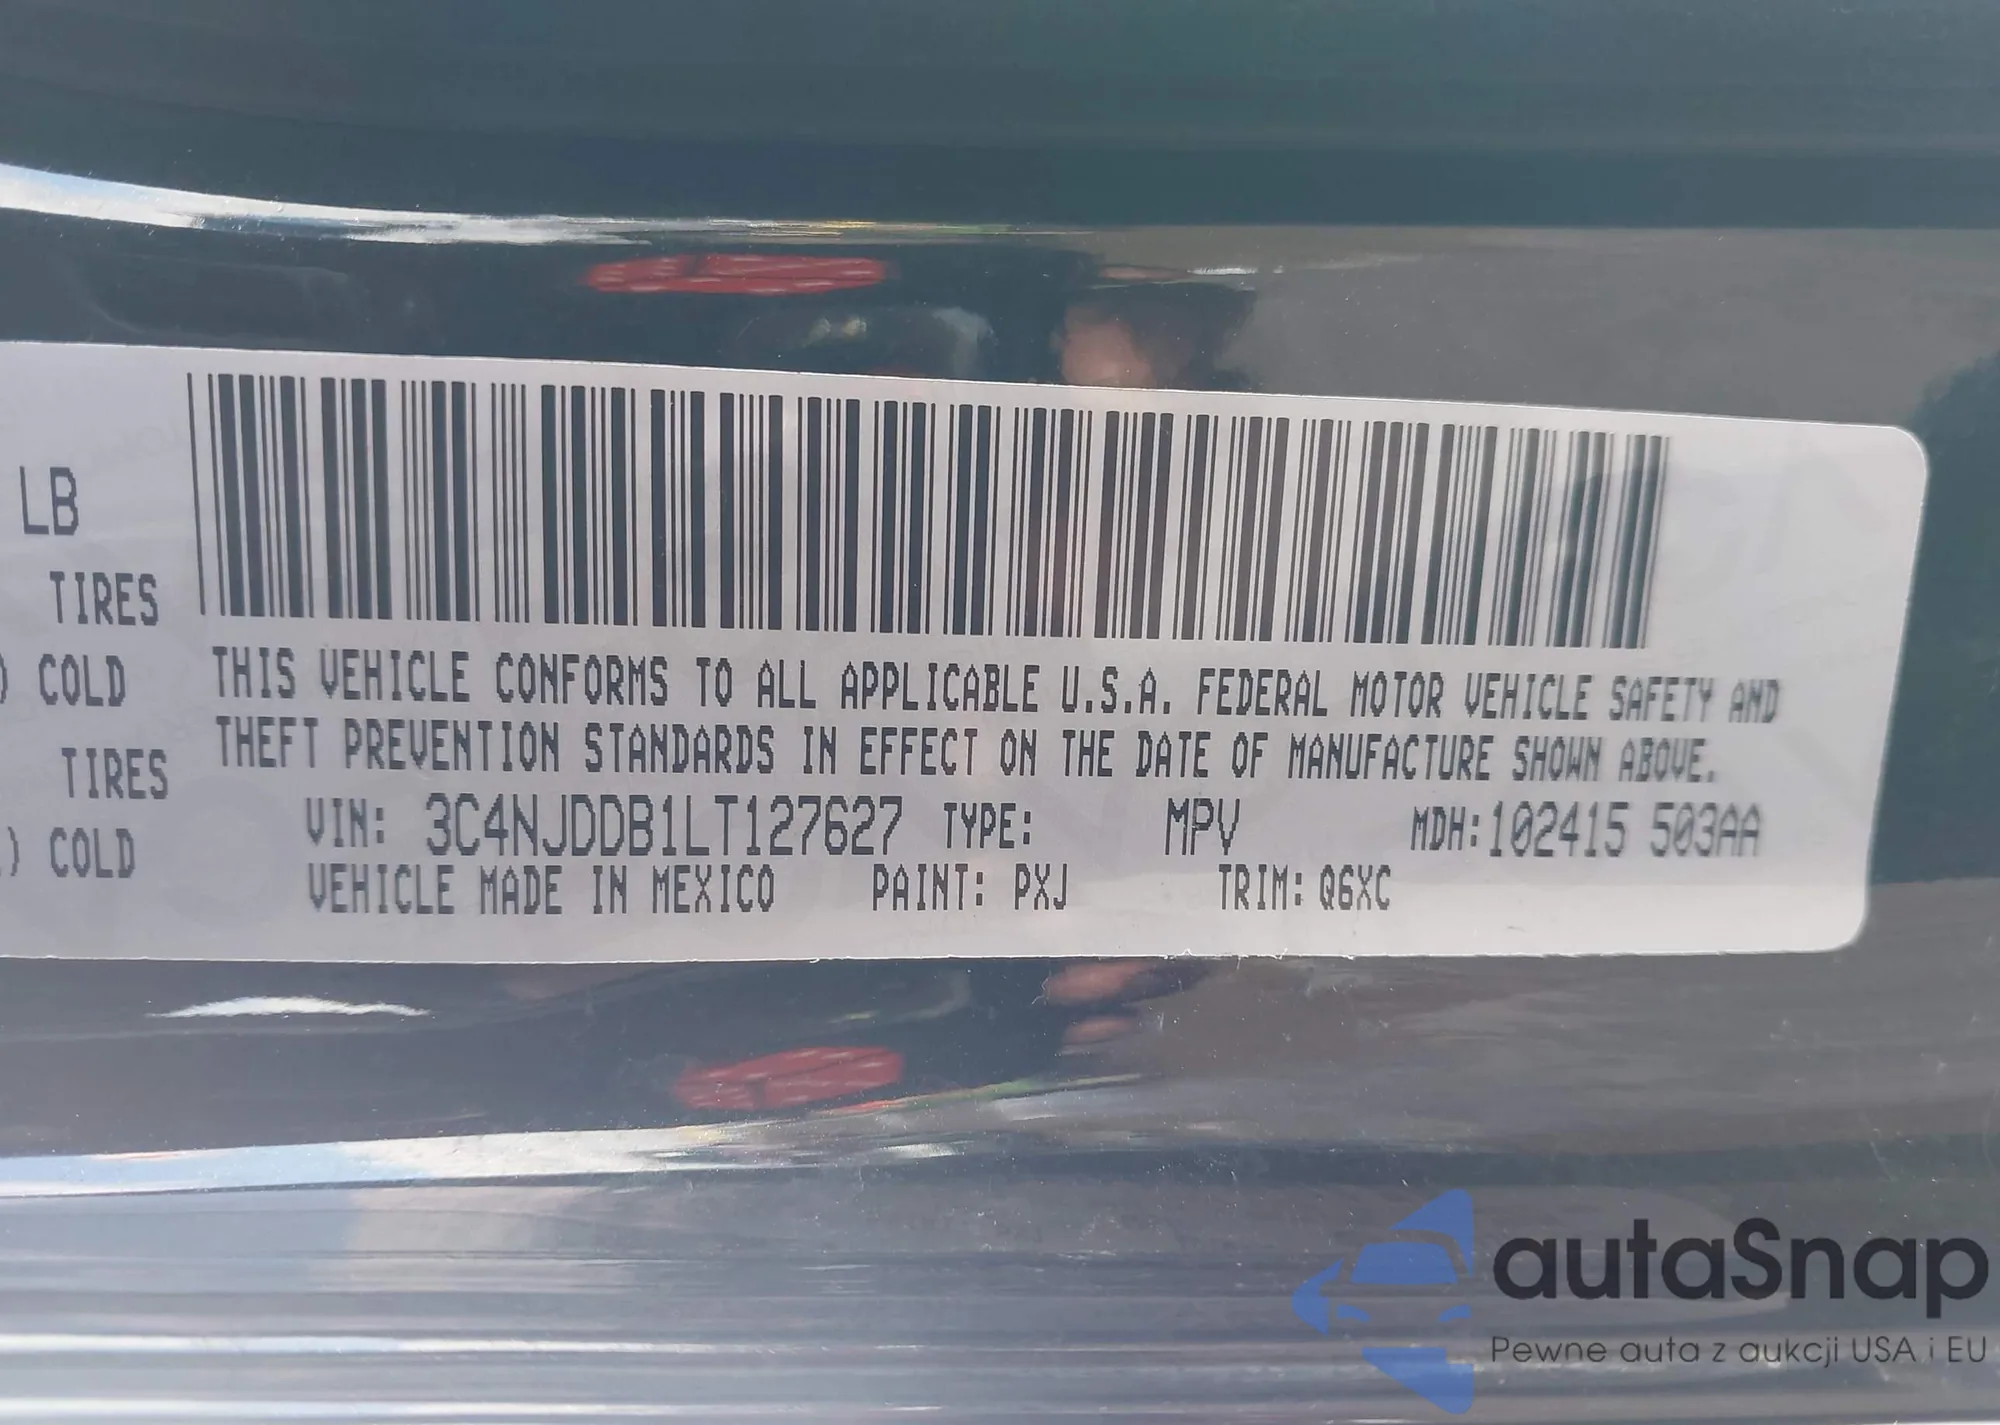 LB
TIRES
) COLD
TIRES
) COLD
THIS VEHICLE CONFORMS TO ALL APPLICABLE U.S.A. FEDERAL MOTOR VEHICLE SAFETY AND
THEFT PREVENTION STANDARDS IN EFFECT ON THE DATE OF MANUFACTURE SHOWN ABOVE.
VIN: 3C4NJDDB1LT127627 TYPE: MPV MDH:102415 503AA
VEHICLE MADE IN MEXICO PAINT: PXJ TRIM: Q6XC
autaSnap
Pewne auta z aukcji USA i EU